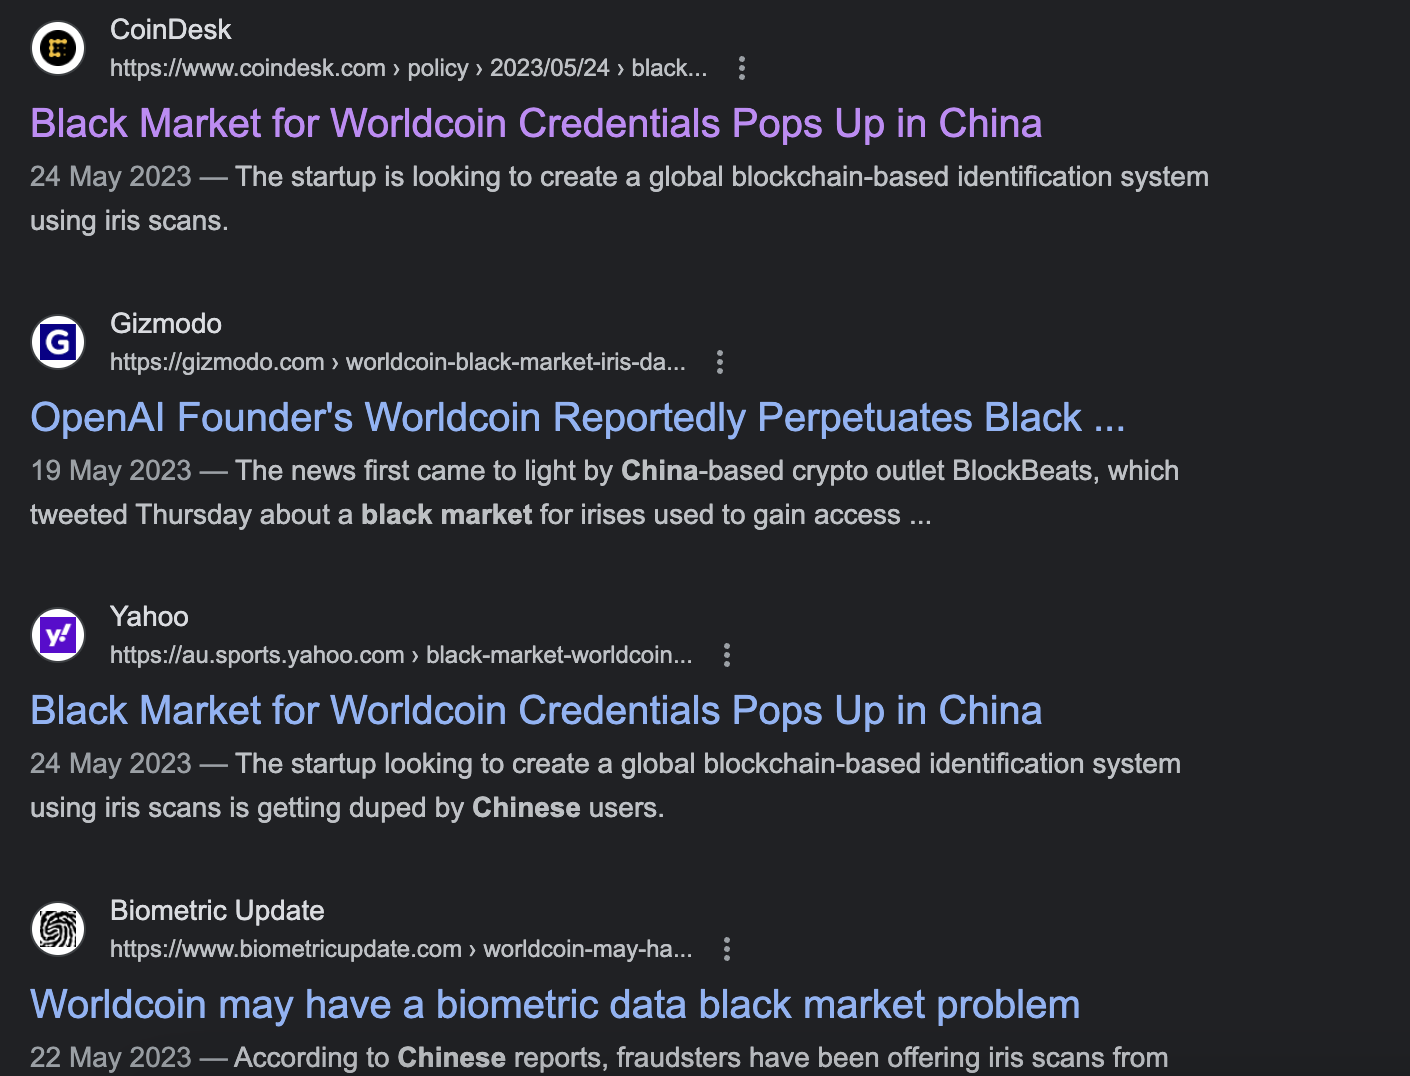 CoinDesk
https://www.coindesk.com › policy › 2023/05/24 › black...
Black Market for Worldcoin Credentials Pops Up in China
24 May 2023 — The startup is looking to create a global blockchain-based identification system
using iris scans.
G
Gizmodo
https://gizmodo.com › worldcoin-black-market-iris-da...
OpenAI Founder's Worldcoin Reportedly Perpetuates Black ...
19 May 2023 — The news first came to light by China-based crypto outlet BlockBeats, which
tweeted Thursday about a black market for irises used to gain access ...
y!
Yahoo
https://au.sports.yahoo.com › black-market-worldcoin...
Black Market for Worldcoin Credentials Pops Up in China
24 May 2023 — The startup looking to create a global blockchain-based identification system
using iris scans is getting duped by Chinese users.
Biometric Update
https://www.biometricupdate.com › worldcoin-may-ha...
Worldcoin may have a biometric data black market problem
22 May 2023 — According to Chinese reports, fraudsters have been offering iris scans from